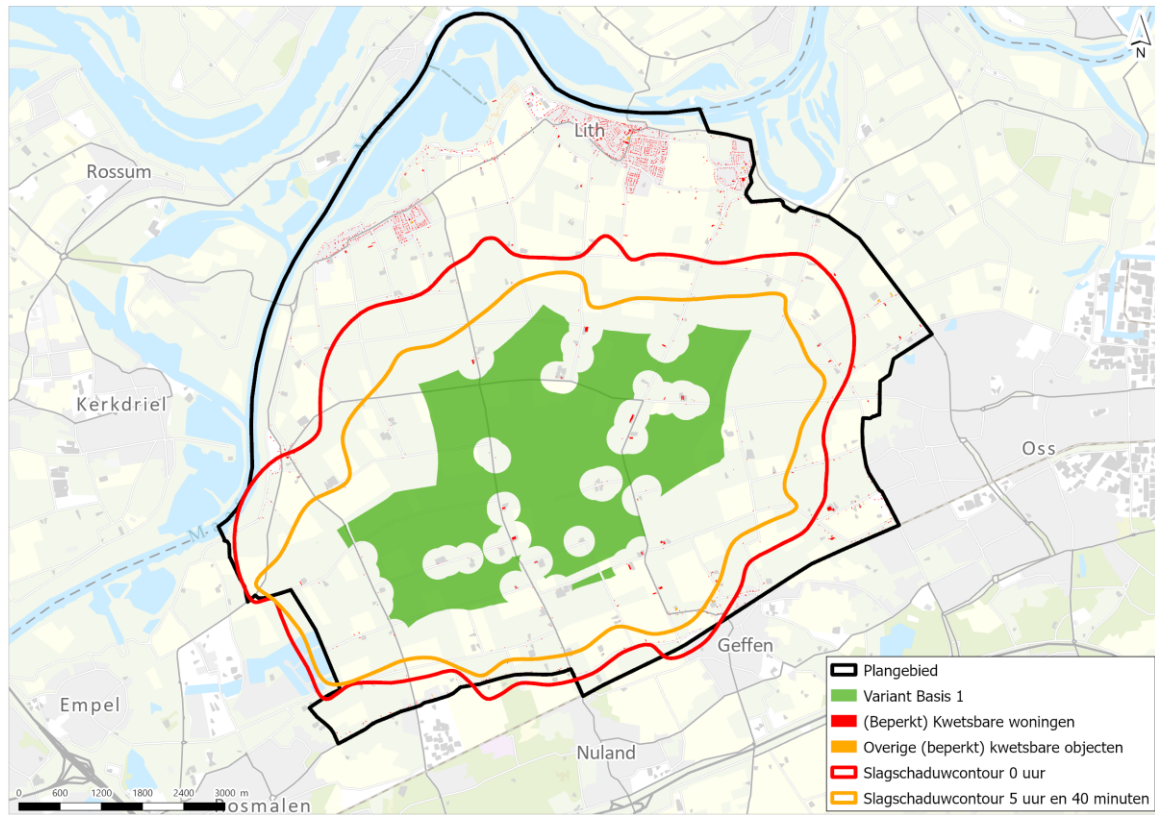 N
Lith
Rossum
Kerkdriel
Oss
M
Geffen
Empel
Nuland
Rosmalen
Plangebied
Variant Basis 1
(Beperkt) Kwetsbare woningen
Overige (beperkt) kwetsbare objecten
Slagschaduwcontour 0 uur
Slagschaduwcontour 5 uur en 40 minuten
0 600 1200 1800 2400 3000 m